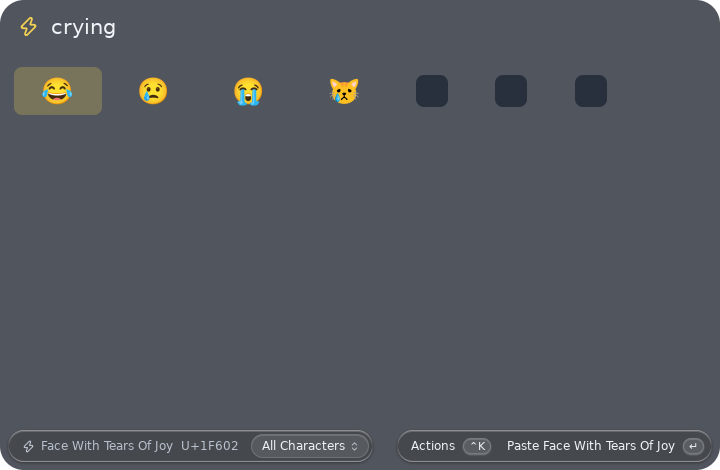 crying
😂 😢 😭 😿
Face With Tears Of Joy U+1F602 All Characters
Actions ^K Paste Face With Tears Of Joy ↵